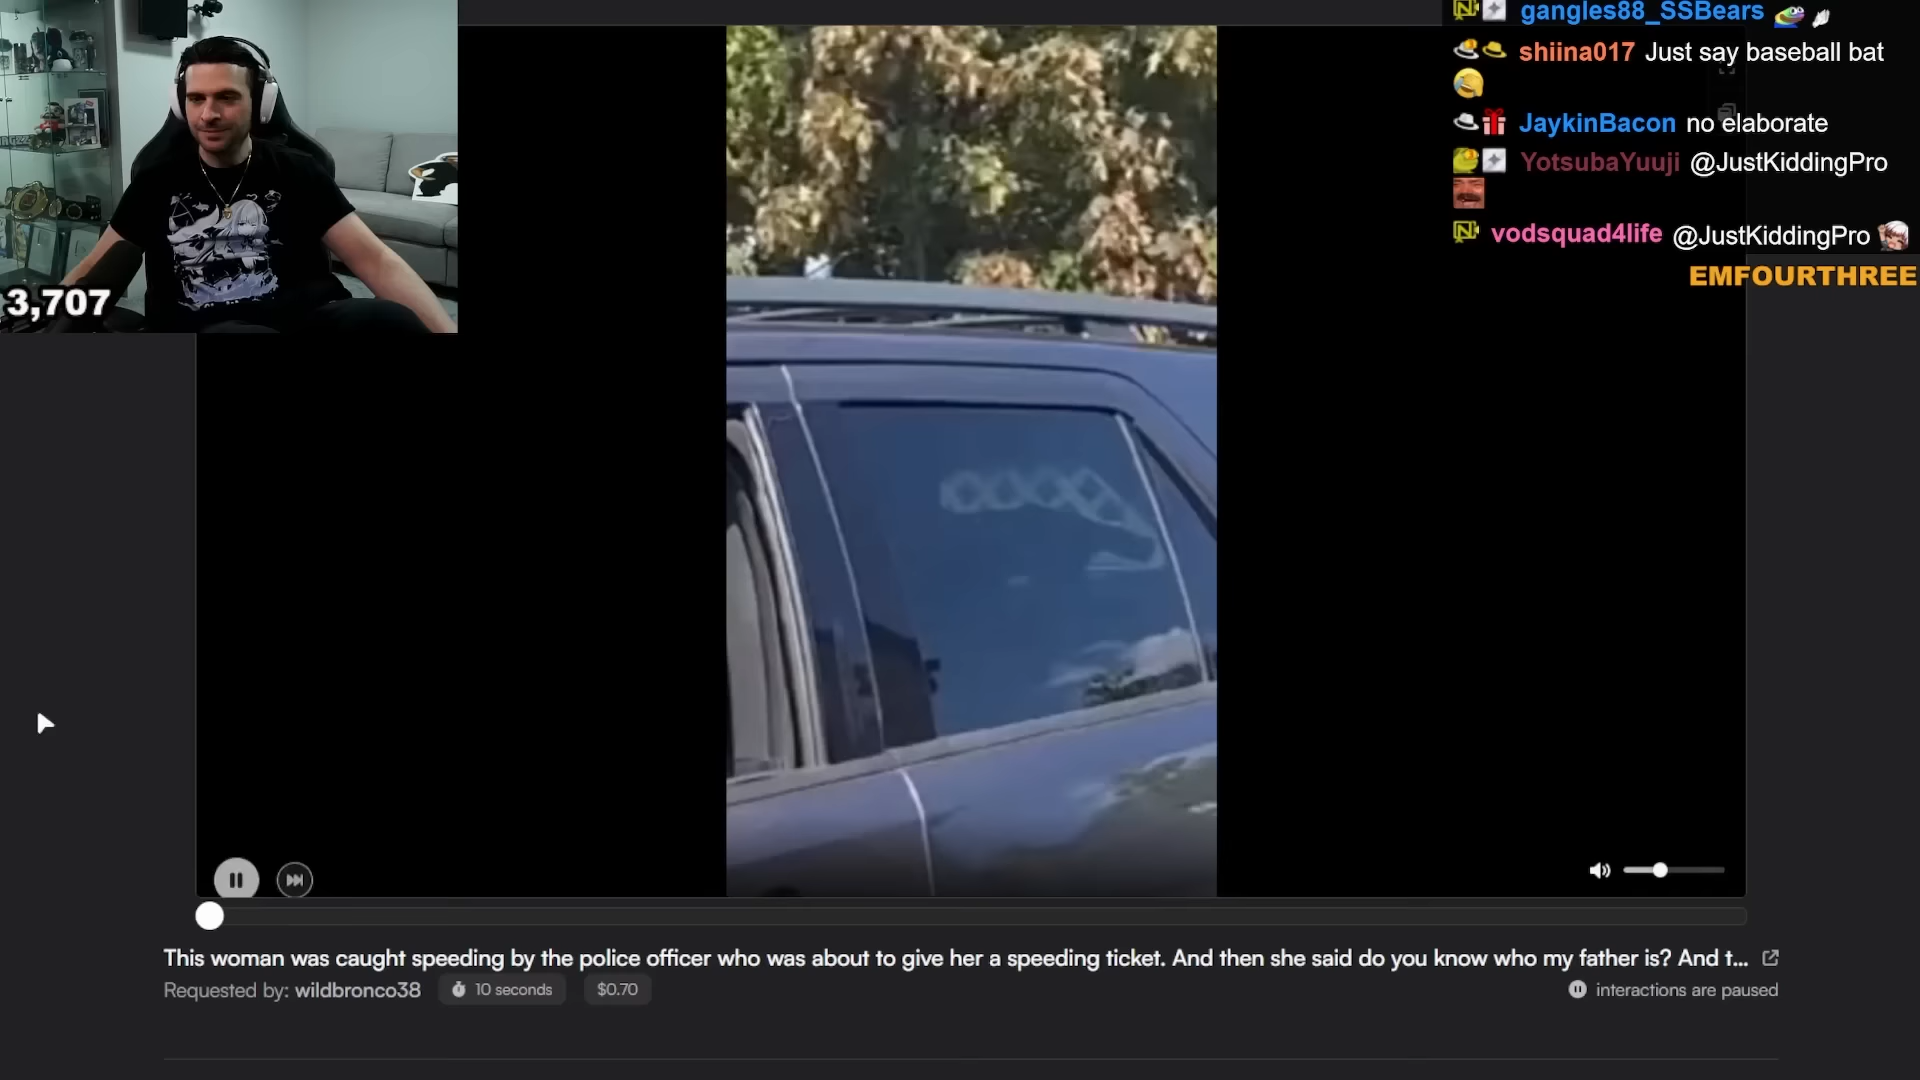 gangles88_SSBears
shiina017 Just say baseball bat
JaykinBacon no elaborate
YotsubaYuuji @JustKiddingPro
vodsquad4life @JustKiddingPro
EMFOURTHREE
3,707
This woman was caught speeding by the police officer who was about to give her a speeding ticket. And then she said do you know who my father is? And t...
Requested by: wildbronco38 10 seconds $0.70
interactions are paused